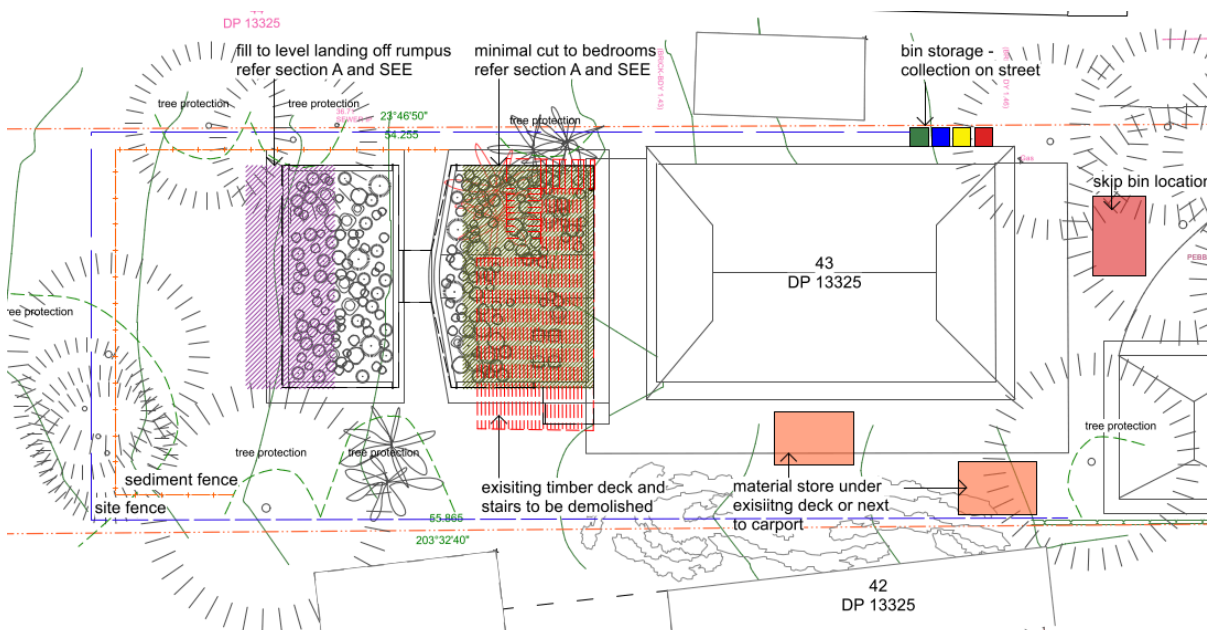 44
DP 13325
fill to level landing off rumpus
refer section A and SEE
minimal cut to bedrooms
refer section A and SEE
bin storage -
collection on street
tree protection
tree protection
23°46'50"
54.255
tree protection
Gas
skip bin location
43
DP 13325
tree protection
tree protection
tree protection
tree protection
sediment fence
site fence
exisiting timber deck and
stairs to be demolished
material store under
exisiitng deck or next
to carport
65.865
203°32'40"
42
DP 13325